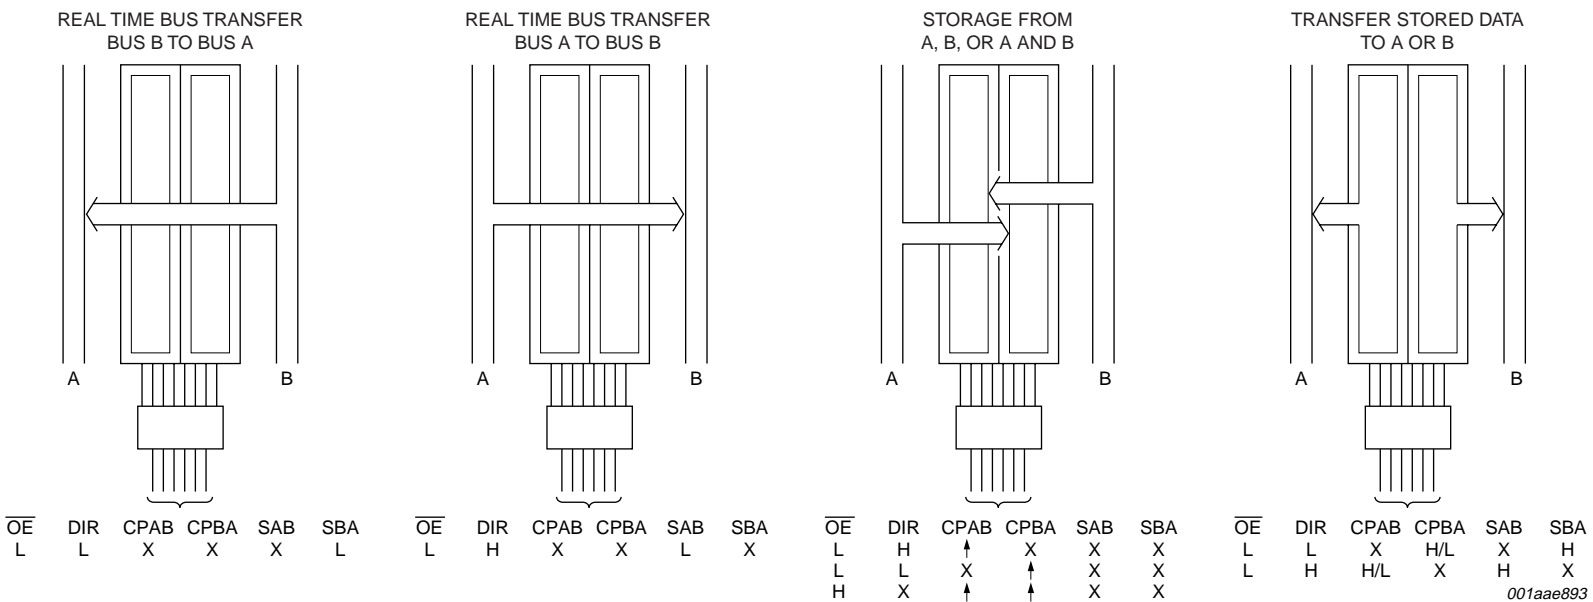 REAL TIME BUS TRANSFER
BUS B TO BUS A
REAL TIME BUS TRANSFER
BUS A TO BUS B
STORAGE FROM
A, B, OR A AND B
TRANSFER STORED DATA
TO A OR B
A B
A B
A B
A B
OE DIR CPAB CPBA SAB SBA
L L X X X L
OE DIR CPAB CPBA SAB SBA
L H X X L X
OE DIR CPAB CPBA SAB SBA
L H ↑ X X X
L L X ↑ X X
H X ↑ ↑ X X
OE DIR CPAB CPBA SAB SBA
L L X H/L X H
L H H/L X H X
001aae893